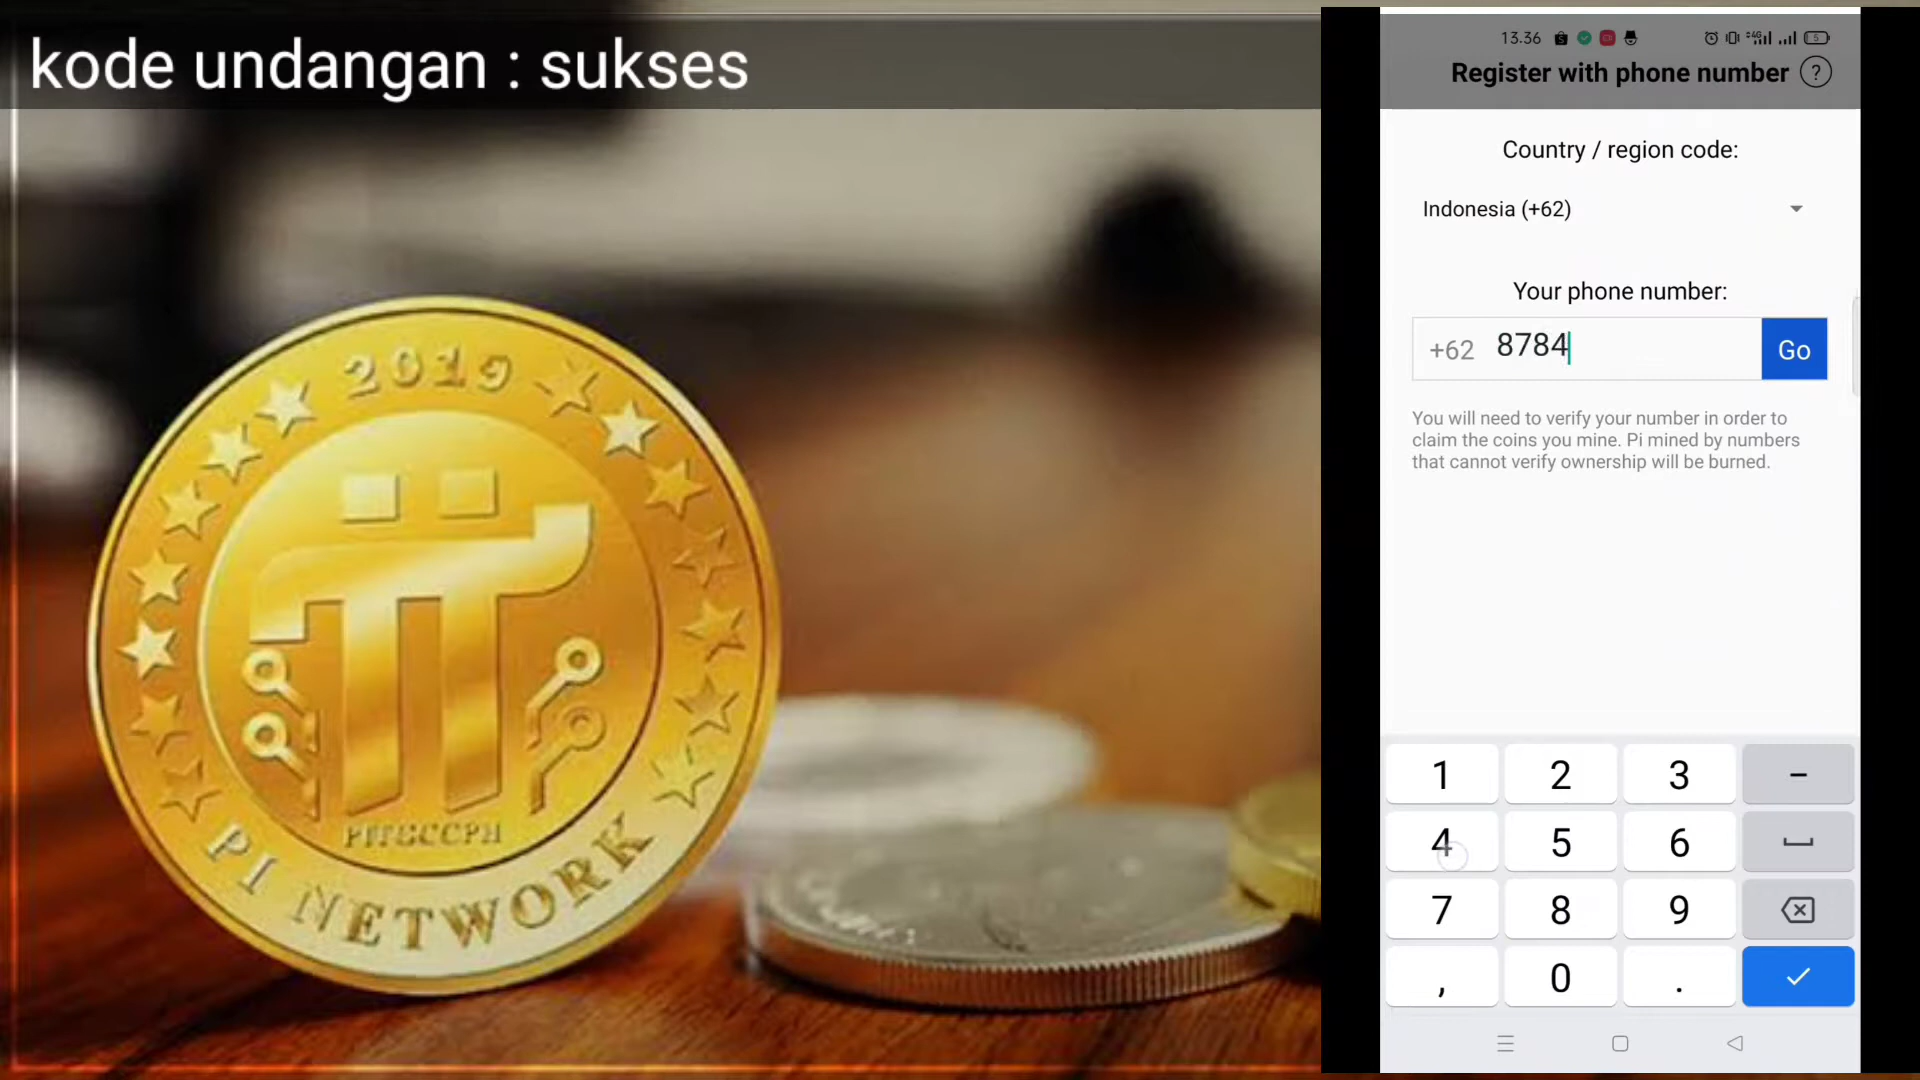 kode undangan : sukses
2019
PI NETWORK
13.36
Register with phone number ?
Country / region code:
Indonesia (+62)
Your phone number:
+62 8784 Go
You will need to verify your number in order to
claim the coins you mine. Pi mined by numbers
that cannot verify ownership will be burned.
1 2 3 –
4 5 6
7 8 9
, 0 .